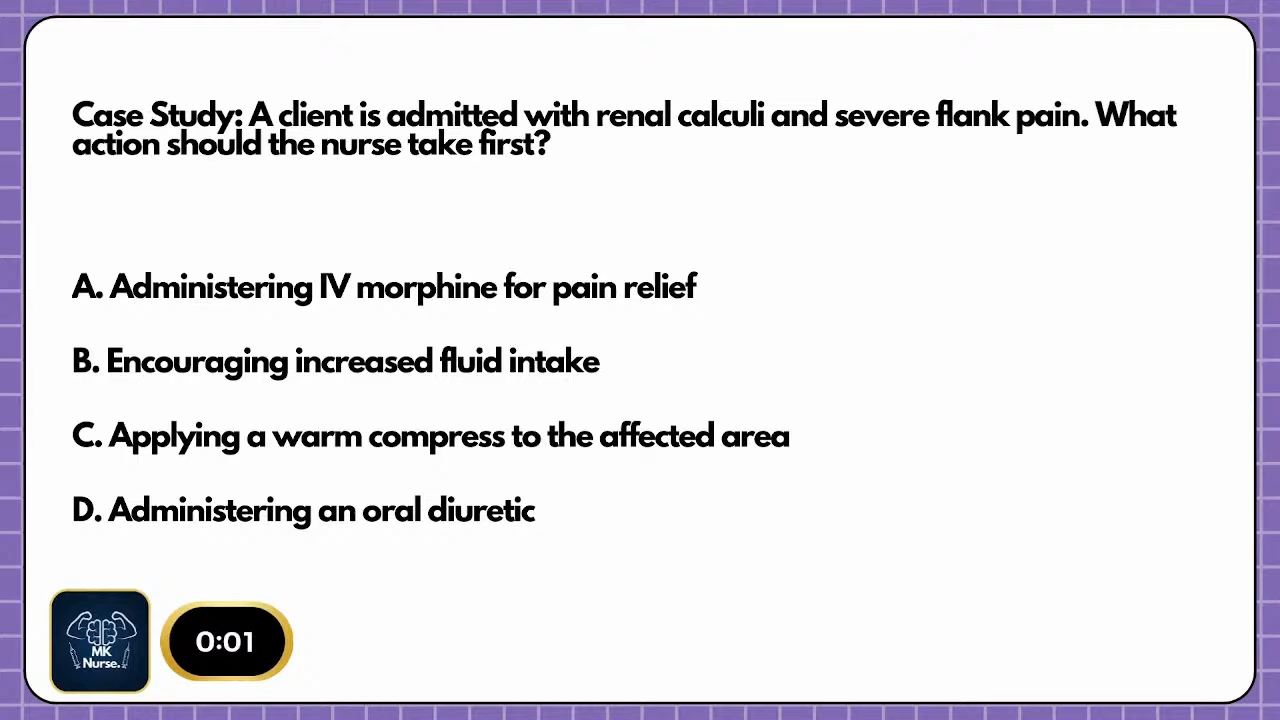 Case Study: A client is admitted with renal calculi and severe flank pain. What
action should the nurse take first?
A. Administering IV morphine for pain relief
B. Encouraging increased fluid intake
C. Applying a warm compress to the affected area
D. Administering an oral diuretic
MK
Nurse.
0:01